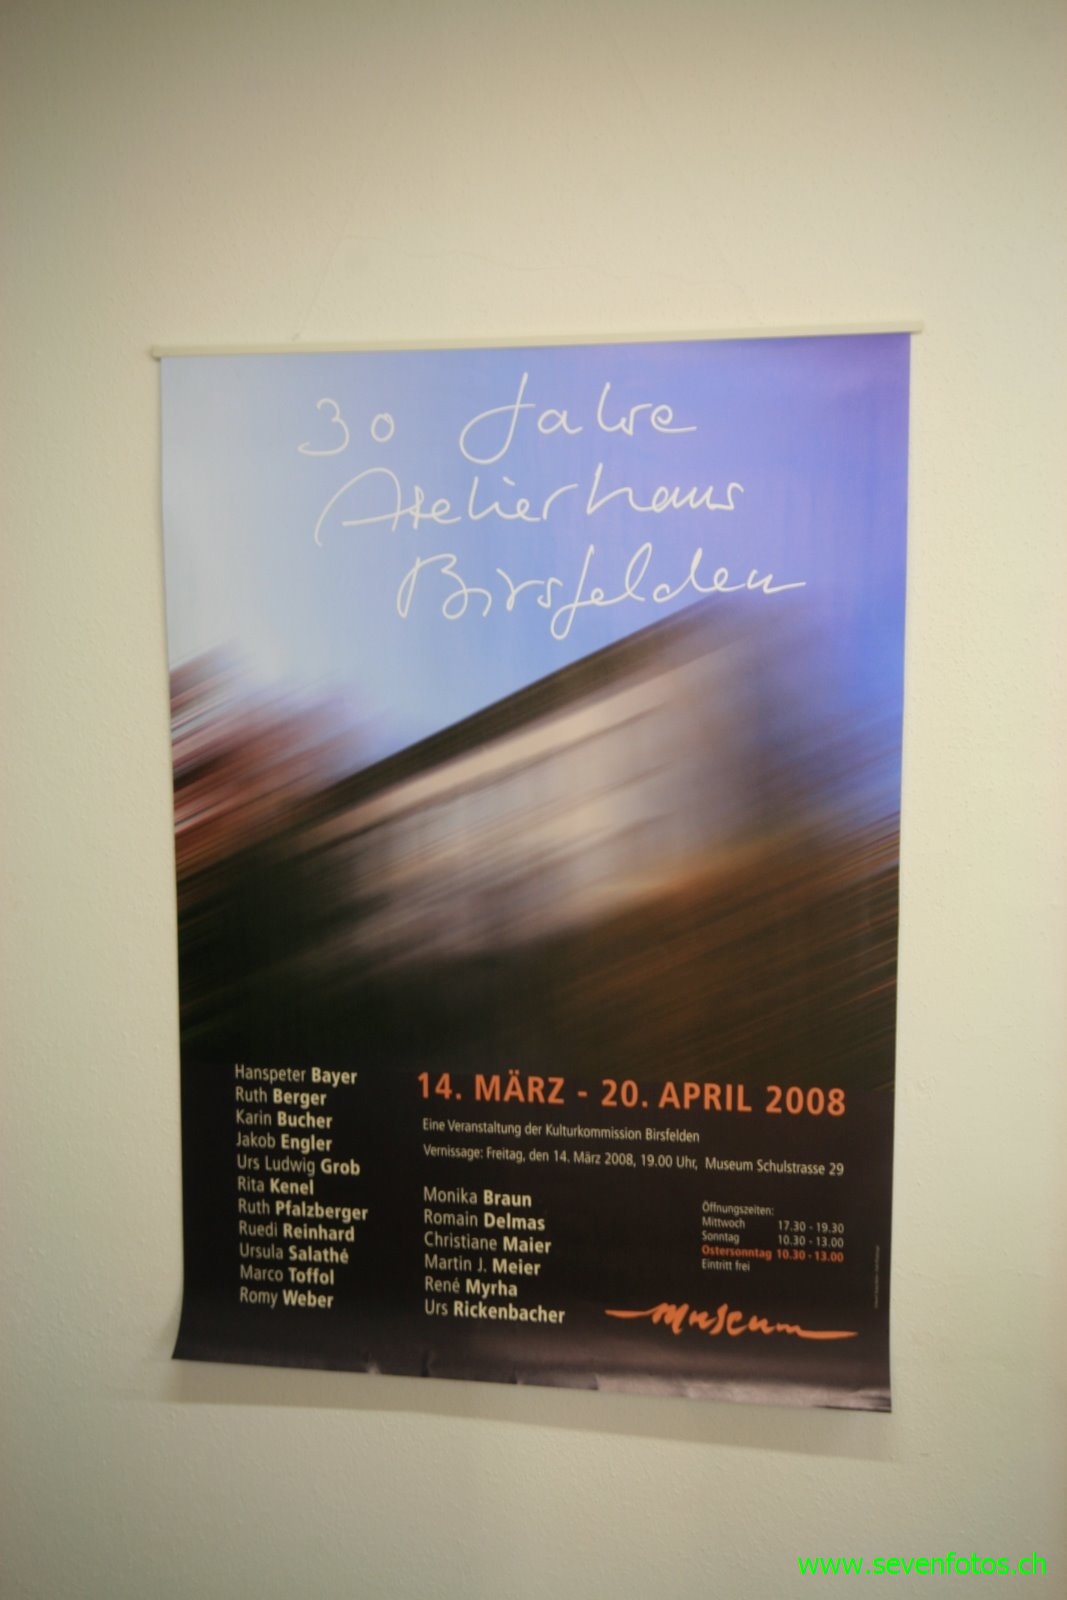 30 Jahre
Atelierhaus
Birsfelden
Hanspeter Bayer
Ruth Berger
Karin Bucher
Jakob Engler
Urs Ludwig Grob
Rita Kenel
Ruth Pfalzberger
Ruedi Reinhard
Ursula Salathé
Marco Toffol
Romy Weber
14. MÄRZ - 20. APRIL 2008
Eine Veranstaltung der Kulturkommission Birsfelden
Vernissage: Freitag, den 14. März 2008, 19.00 Uhr, Museum Schulstrasse 29
Monika Braun
Romain Delmas
Christiane Maier
Martin J. Meier
René Myrha
Urs Rickenbacher
Öffnungszeiten:
Mittwoch 17.30 - 19.30
Sonntag 10.30 - 13.00
Ostersonntag 10.30 - 13.00
Eintritt frei
Museum
www.sevenfotos.ch